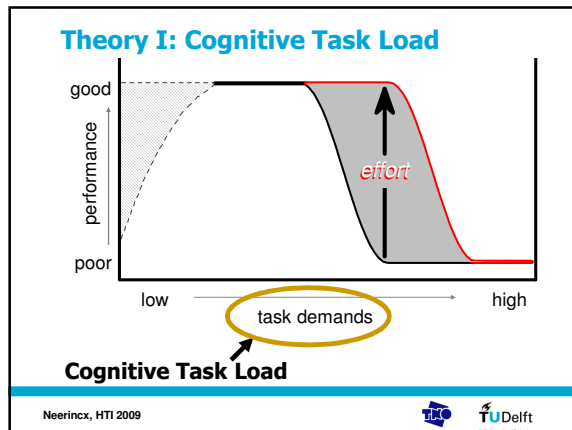 Theory I: Cognitive Task Load
good
performance
effort
poor
low
high
task demands
Cognitive Task Load
Neerincx, HTI 2009
TNO
TUDelft